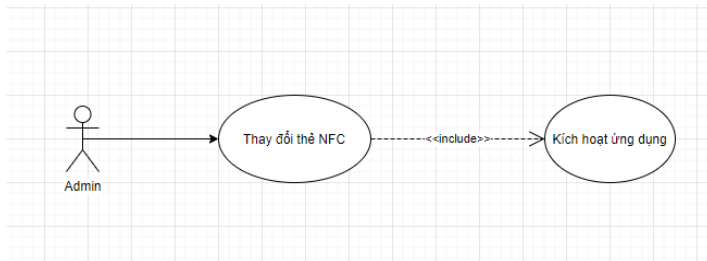 Thay đổi thẻ NFC
<<include>>
Kích hoạt ứng dụng
Admin